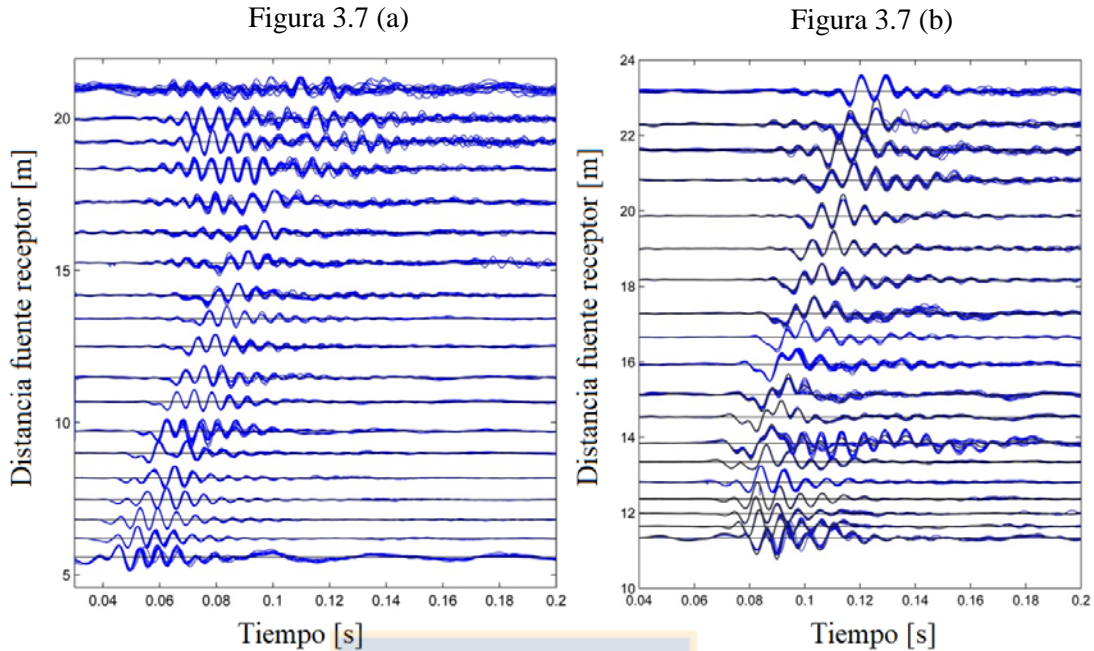 Figura 3.7 (a)
Figura 3.7 (b)
Distancia fuente receptor [m]
20
15
10
5
0.04 0.06 0.08 0.1 0.12 0.14 0.16 0.18 0.2
Tiempo [s]
Distancia fuente receptor [m]
24
22
20
18
16
14
12
10
0.04 0.06 0.08 0.1 0.12 0.14 0.16 0.18 0.2
Tiempo [s]